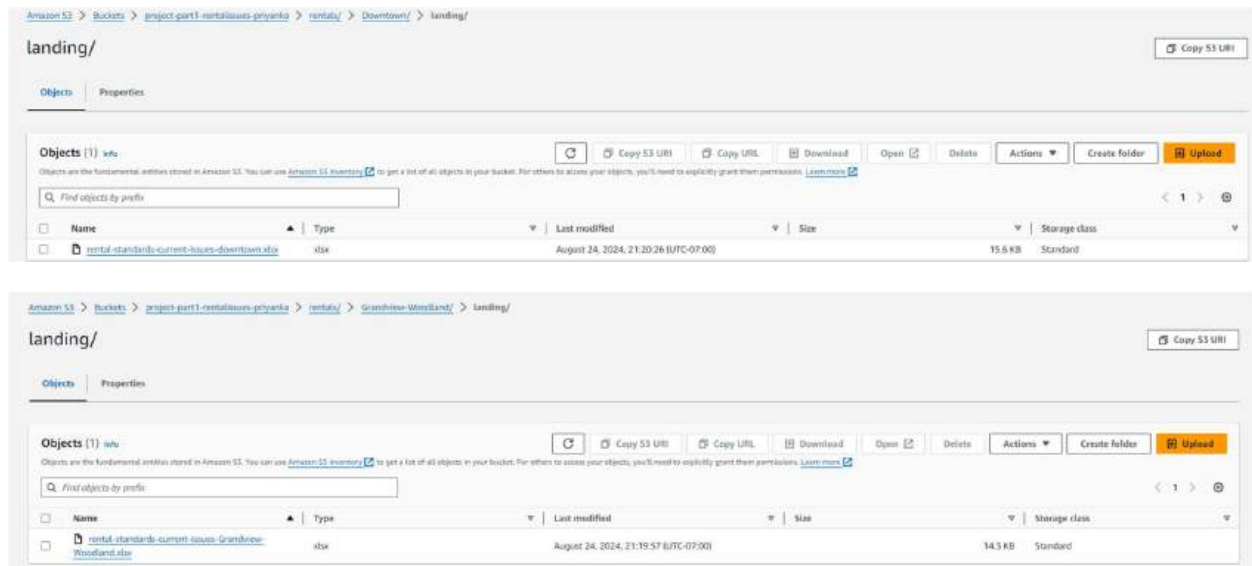 Amazon S3 > Buckets > project-part1-rentalissues-priyanka > rentals/ > Downtown/ > landing/
landing/
Copy S3 URI
Objects Properties
Objects (1) Info
Copy S3 URI Copy URL Download Open Delete Actions Create folder Upload
Objects are the fundamental entities stored in Amazon S3. You can use Amazon S3 inventory to get a list of all objects in your bucket. For others to access your objects, you'll need to explicitly grant them permissions. Learn more
Find objects by prefix
1
Name Type Last modified Size Storage class
rental-standards-current-issues-downtown.xlsx xlsx August 24, 2024, 21:20:26 (UTC-07:00) 15.6 KB Standard
Amazon S3 > Buckets > project-part1-rentalissues-priyanka > rentals/ > Grandview-Woodland/ > landing/
landing/
Copy S3 URI
Objects Properties
Objects (1) Info
Copy S3 URI Copy URL Download Open Delete Actions Create folder Upload
Objects are the fundamental entities stored in Amazon S3. You can use Amazon S3 inventory to get a list of all objects in your bucket. For others to access your objects, you'll need to explicitly grant them permissions. Learn more
Find objects by prefix
1
Name Type Last modified Size Storage class
rental-standards-current-issues-Grandview-
Woodland.xlsx xlsx August 24, 2024, 21:19:57 (UTC-07:00) 14.5 KB Standard